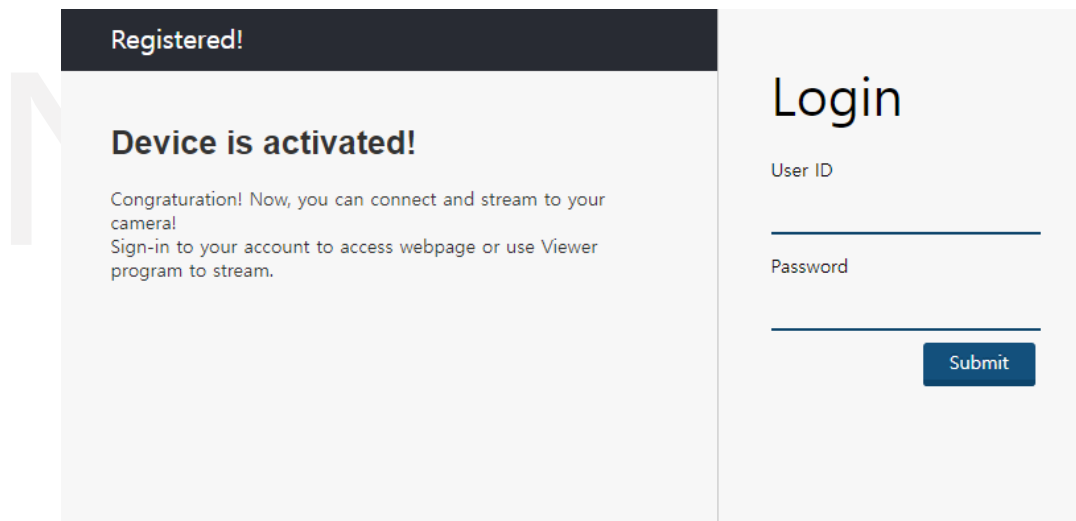 Registered!
Device is activated!
Congraturation! Now, you can connect and stream to your
camera!
Sign-in to your account to access webpage or use Viewer
program to stream.
Login
User ID
Password
Submit